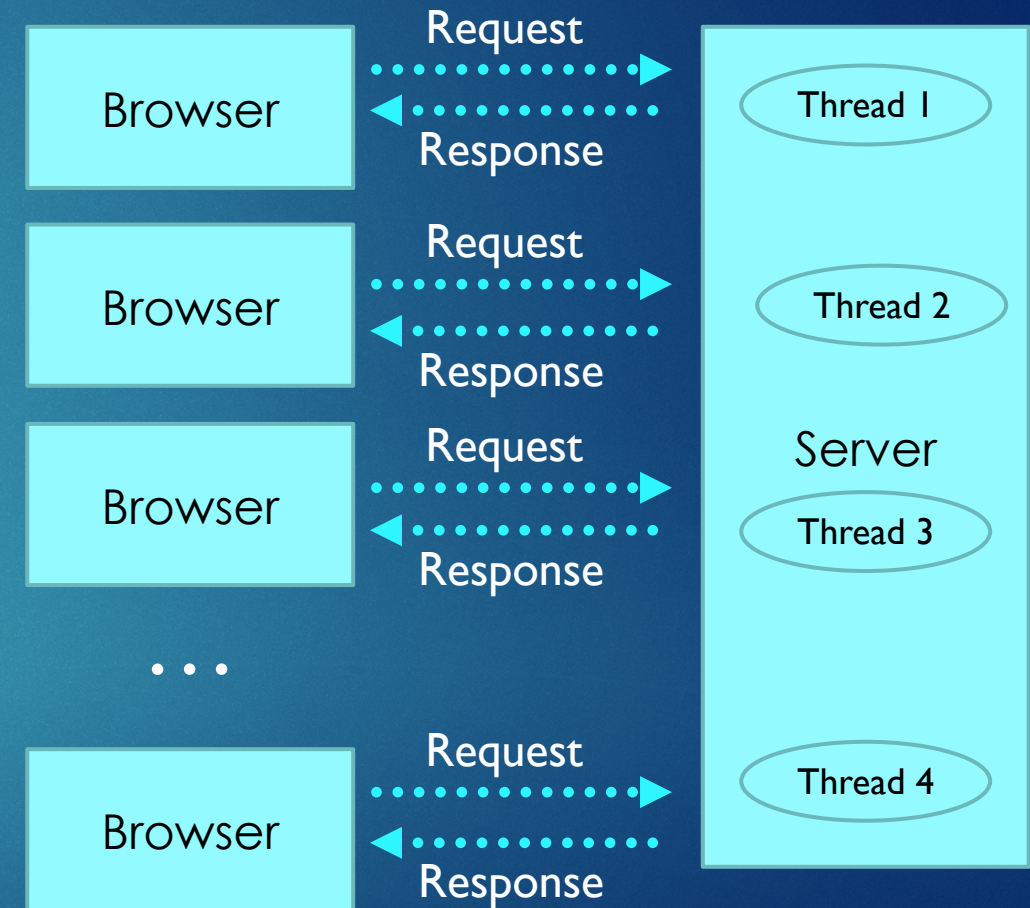 Request
Browser
Thread 1
Response
Request
Browser
Thread 2
Response
Request
Server
Browser
Thread 3
Response
...
Request
Thread 4
Browser
Response